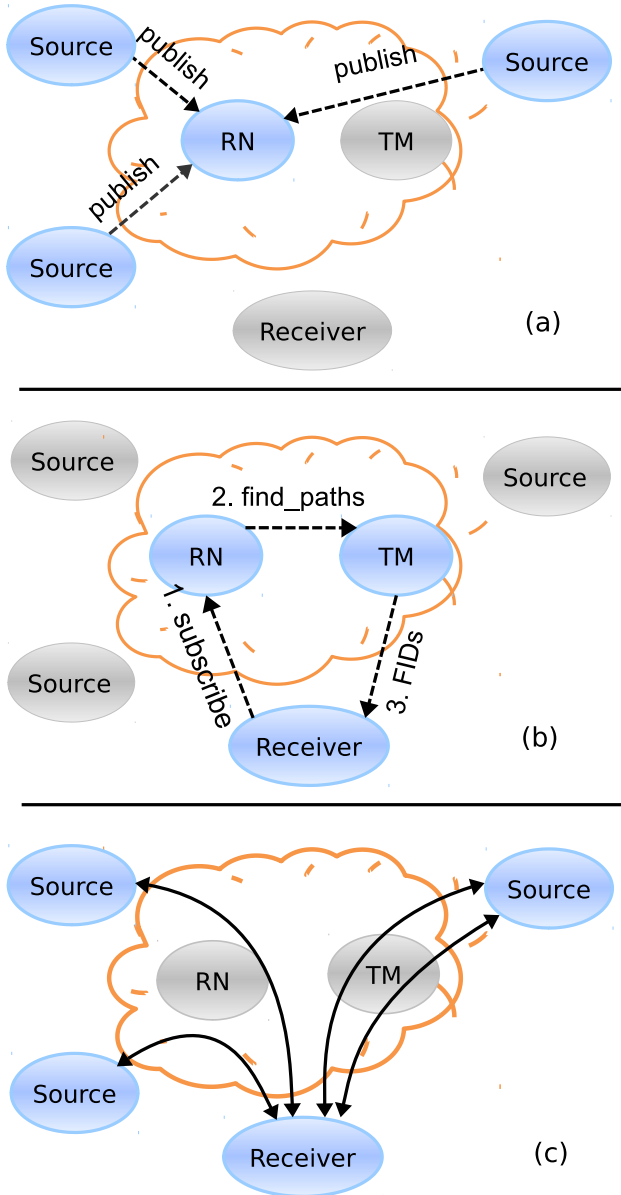 Source
publish
publish
Source
RN
TM
publish
Source
Receiver
(a)
Source
Source
2. find_paths
RN
TM
1. subscribe
3. FIDs
Source
Receiver
(b)
Source
Source
RN
TM
Source
Receiver
(c)